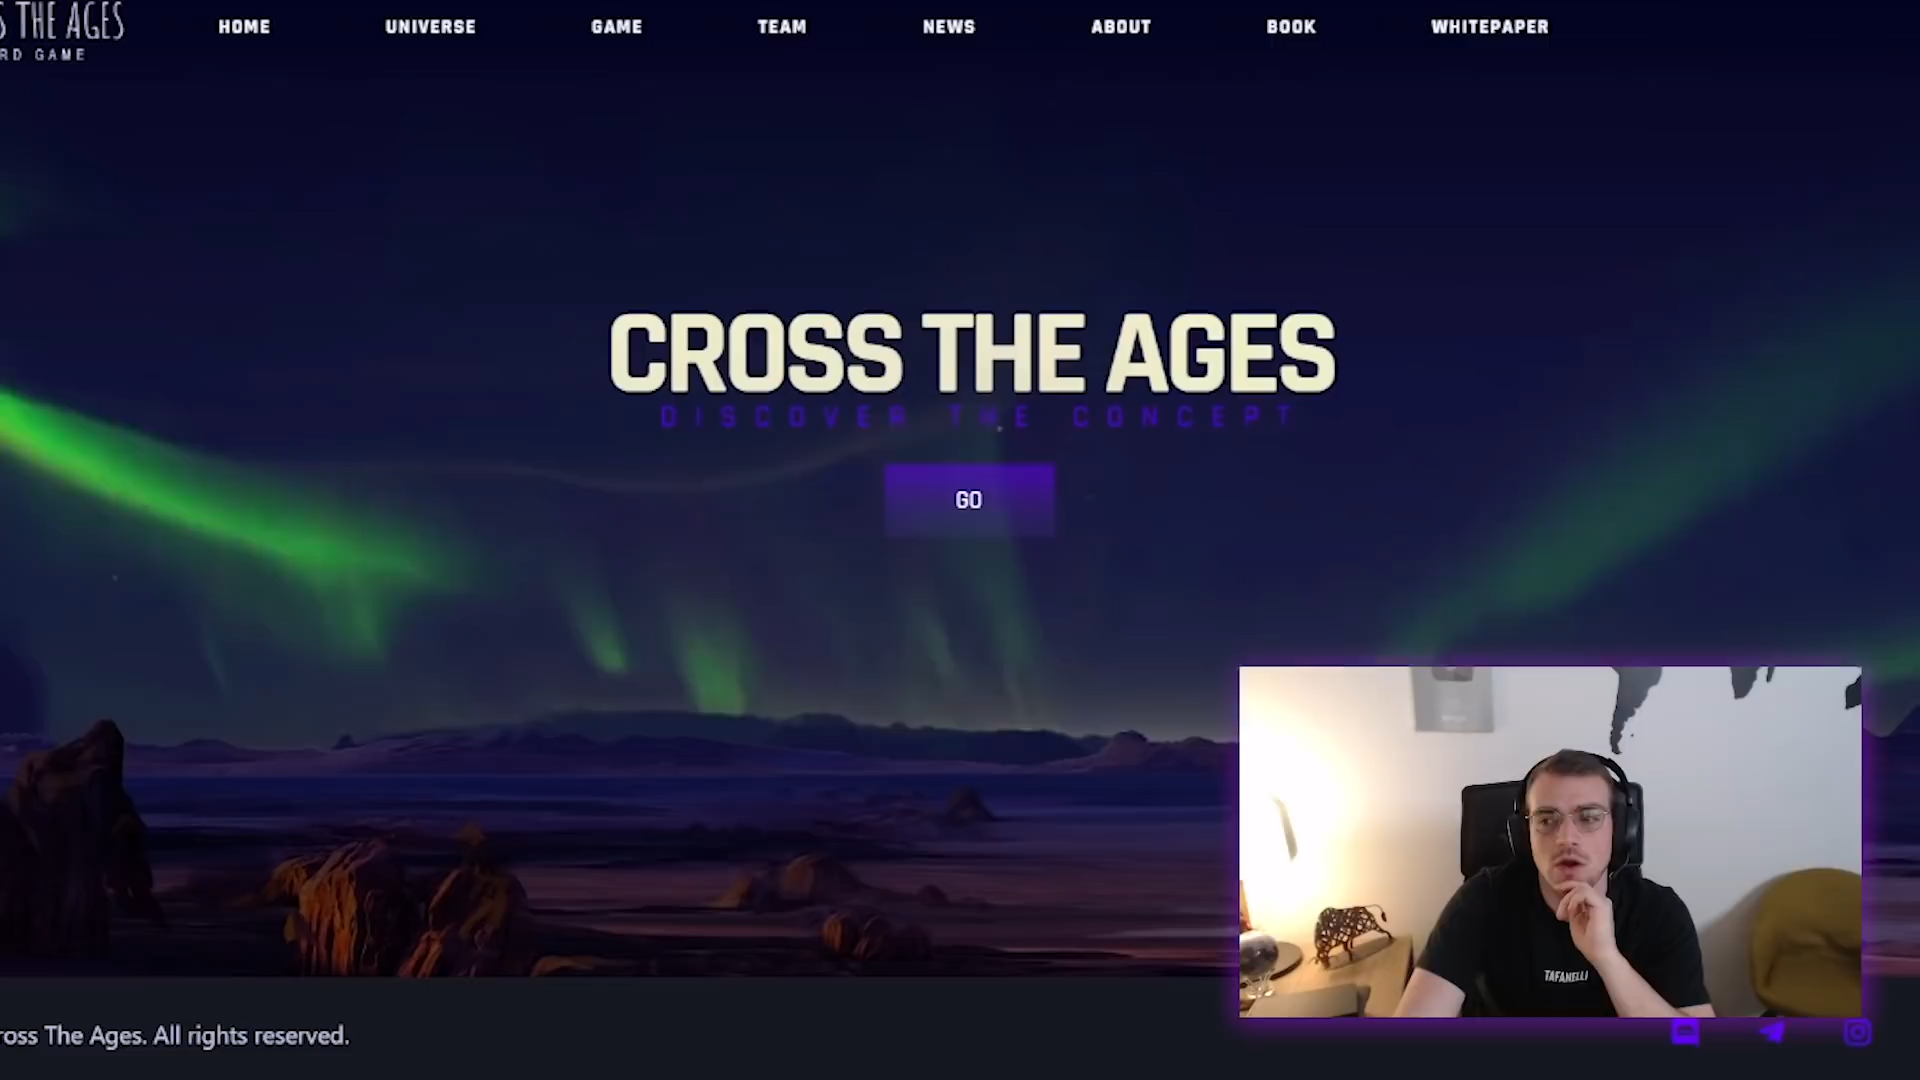 S THE AGES
RD GAME
HOME
UNIVERSE
GAME
TEAM
NEWS
ABOUT
BOOK
WHITEPAPER
CROSS THE AGES
DISCOVER THE CONCEPT
GO
TAFANELLI
ross The Ages. All rights reserved.